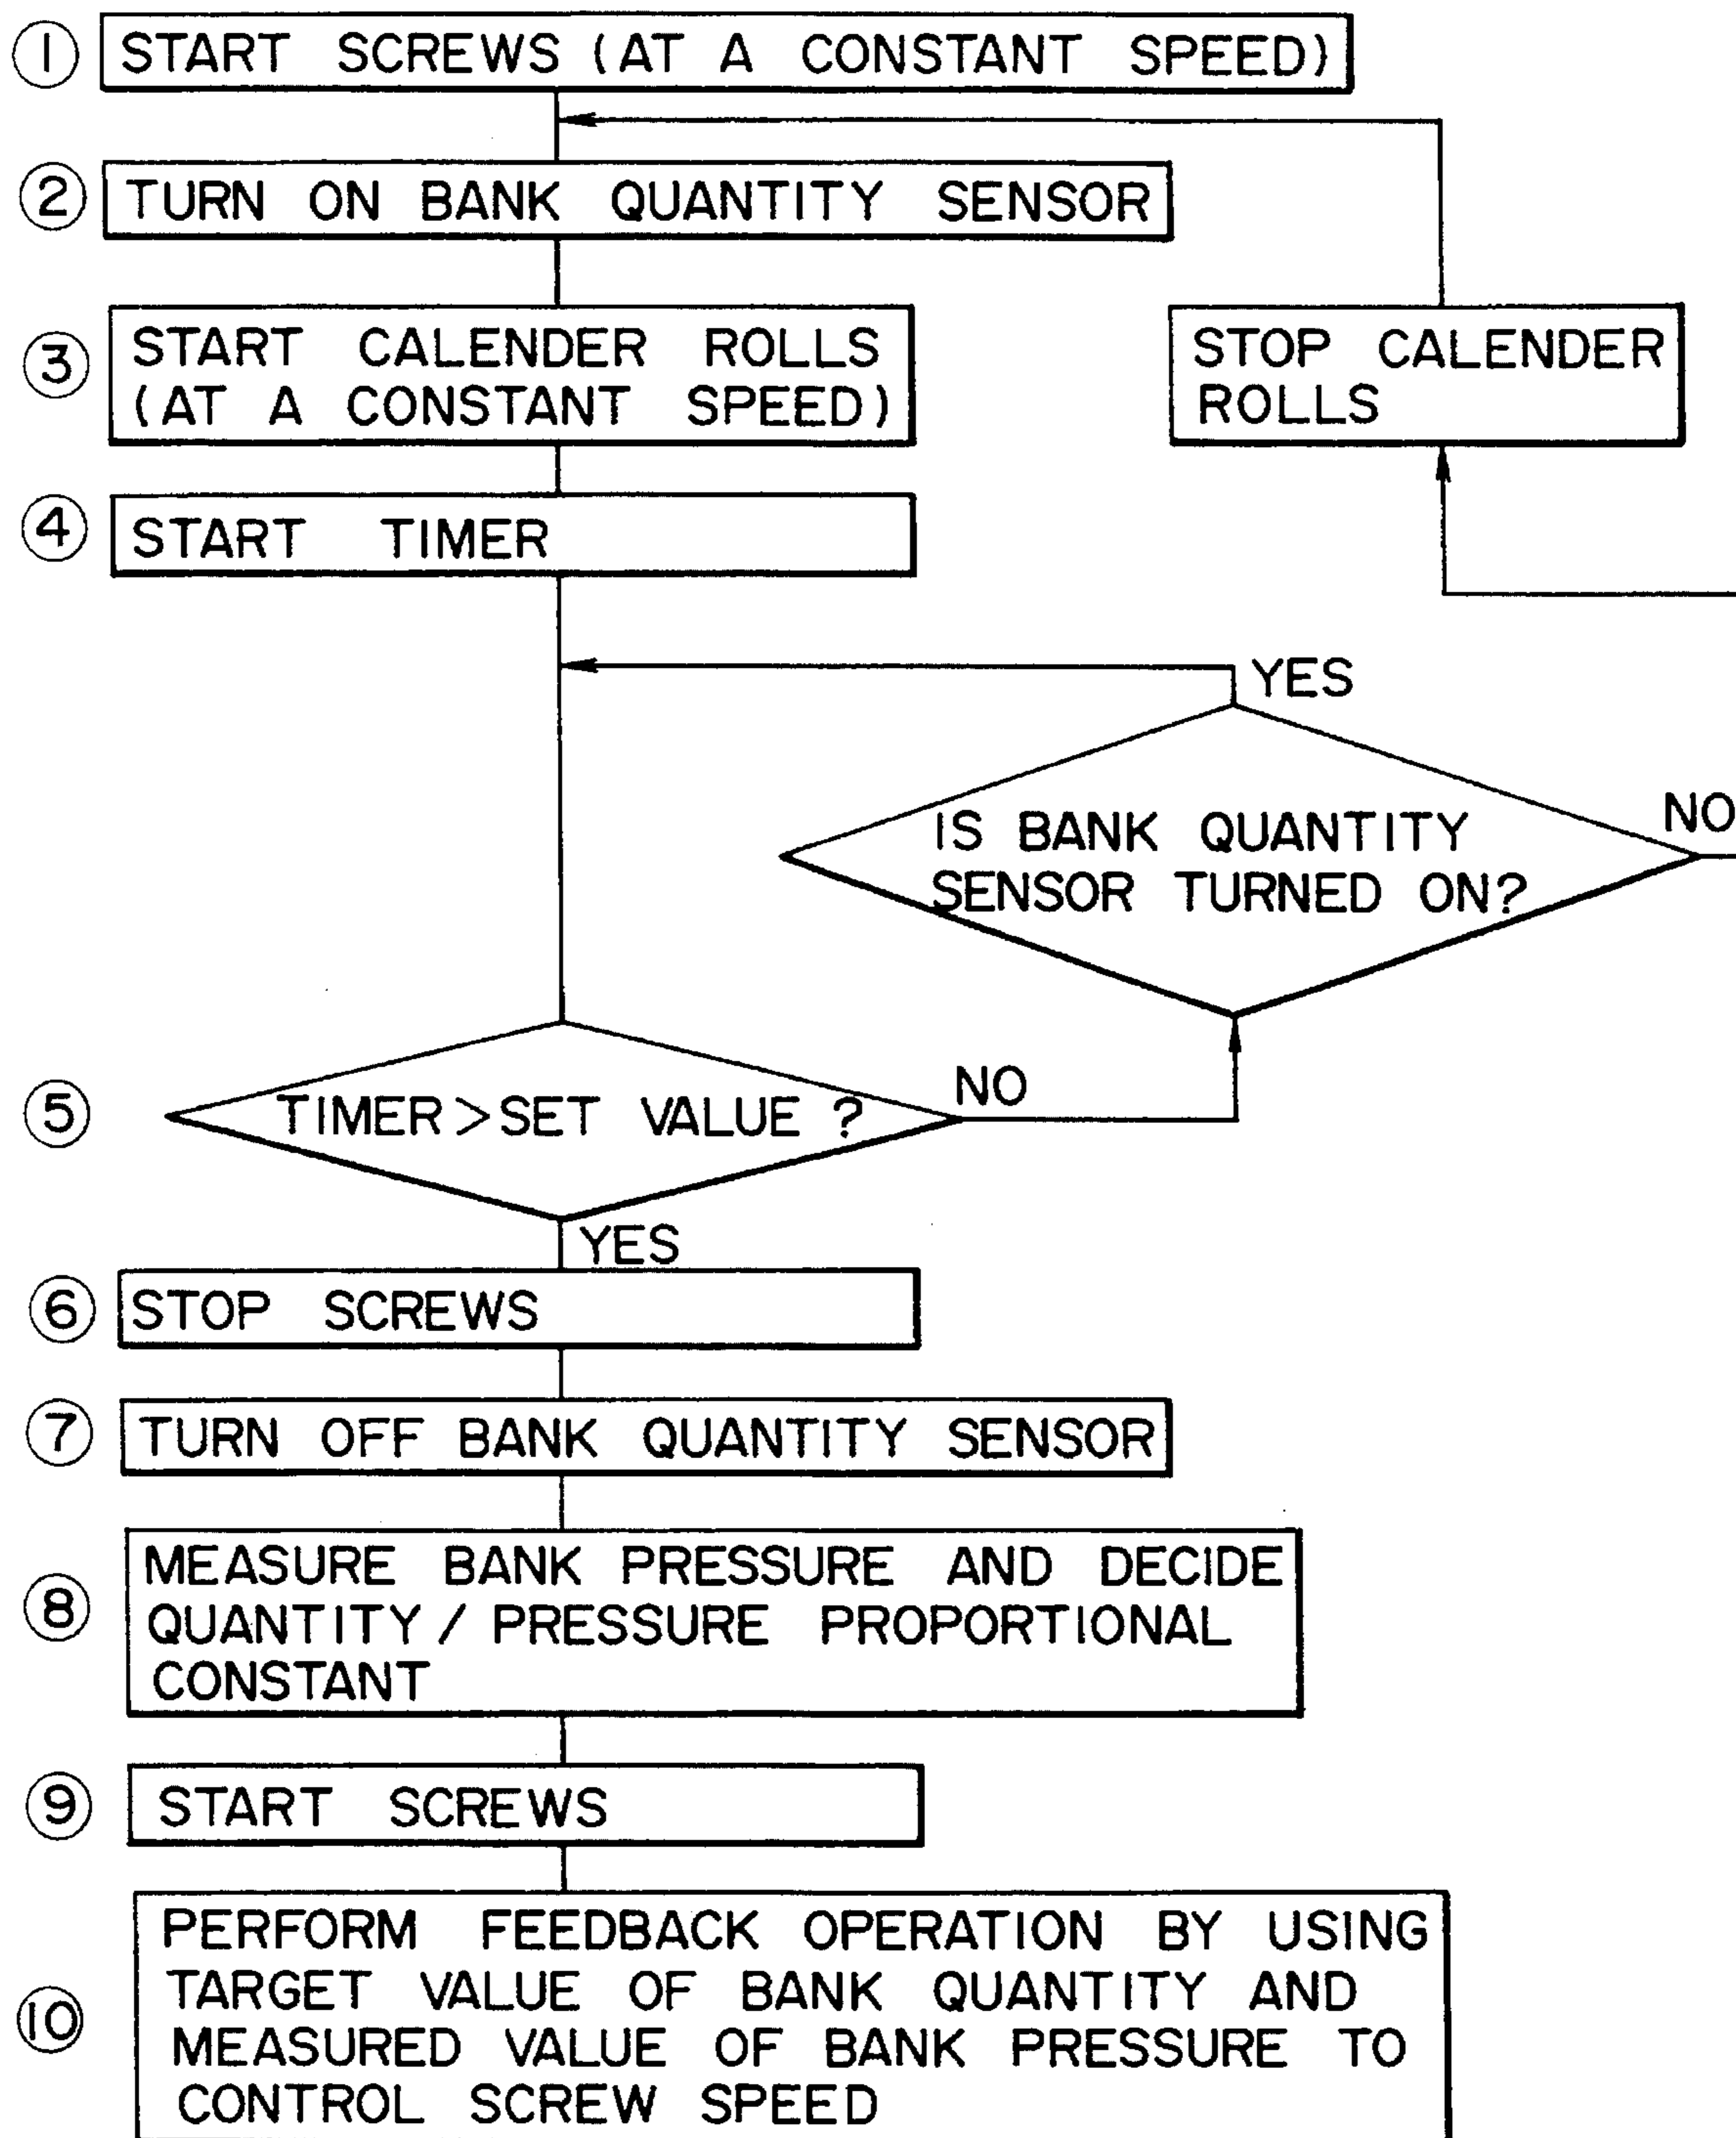 ① START SCREWS (AT A CONSTANT SPEED)
② TURN ON BANK QUANTITY SENSOR
③ START CALENDER ROLLS
(AT A CONSTANT SPEED)
STOP CALENDER
ROLLS
④ START TIMER
YES
IS BANK QUANTITY
SENSOR TURNED ON?
NO
⑤ TIMER > SET VALUE ?
NO
YES
⑥ STOP SCREWS
⑦ TURN OFF BANK QUANTITY SENSOR
⑧ MEASURE BANK PRESSURE AND DECIDE
QUANTITY / PRESSURE PROPORTIONAL
CONSTANT
⑨ START SCREWS
⑩ PERFORM FEEDBACK OPERATION BY USING
TARGET VALUE OF BANK QUANTITY AND
MEASURED VALUE OF BANK PRESSURE TO
CONTROL SCREW SPEED